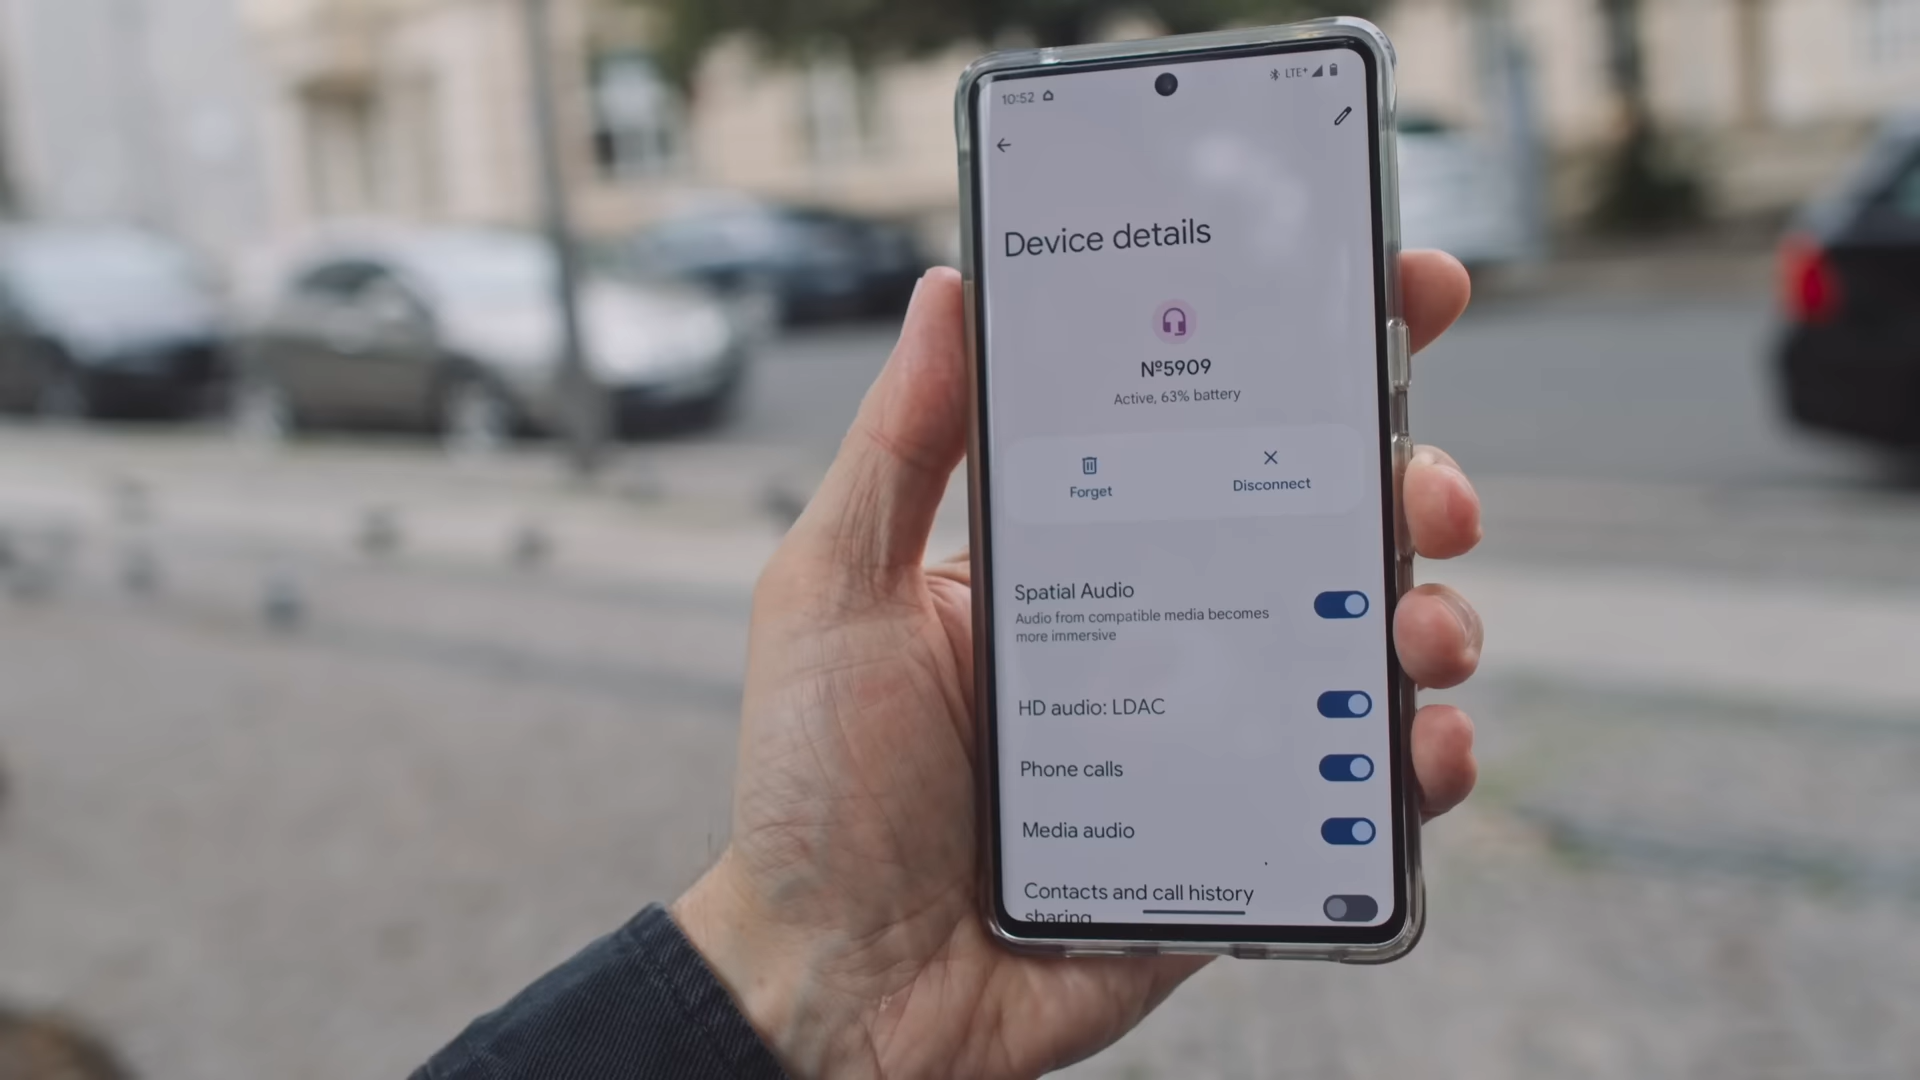 10:52
LTE+
Device details
Nº5909
Active, 63% battery
Forget
Disconnect
Spatial Audio
Audio from compatible media becomes
more immersive
HD audio: LDAC
Phone calls
Media audio
Contacts and call history
sharing